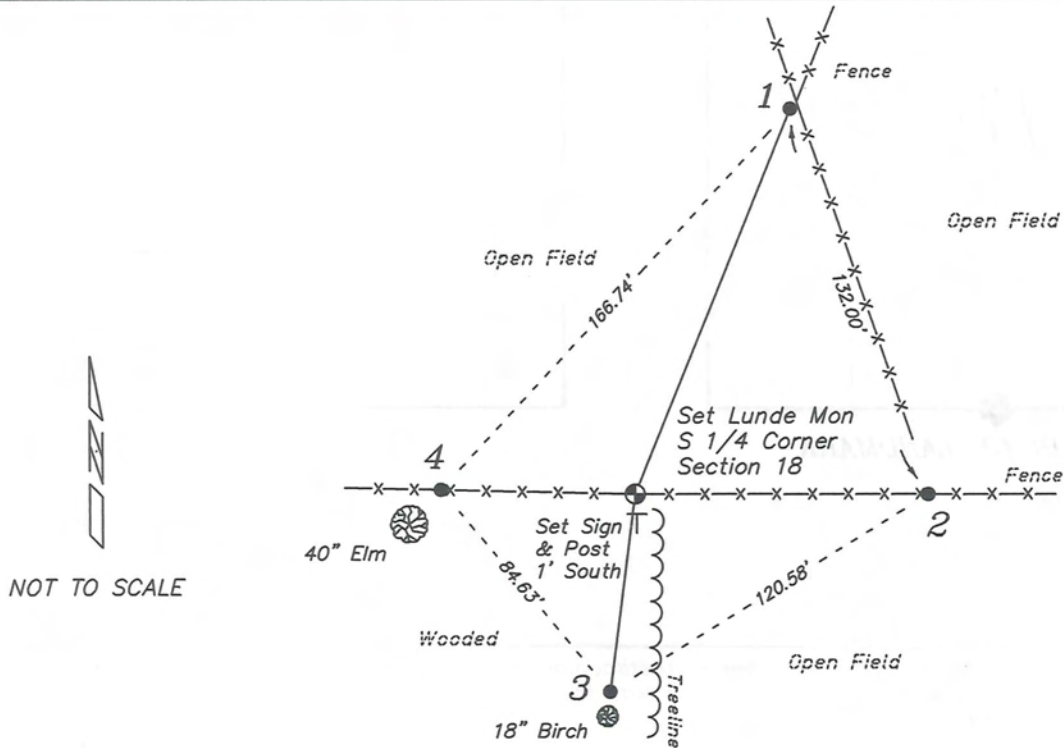 Fence
1
Open Field
Open Field
166.74'
132.00'
Set Lunde Mon
S 1/4 Corner
Section 18
4
Fence
N
2
40" Elm
Set Sign
& Post
1' South
NOT TO SCALE
84.63'
120.58'
Wooded
Open Field
3
Treeline
18" Birch